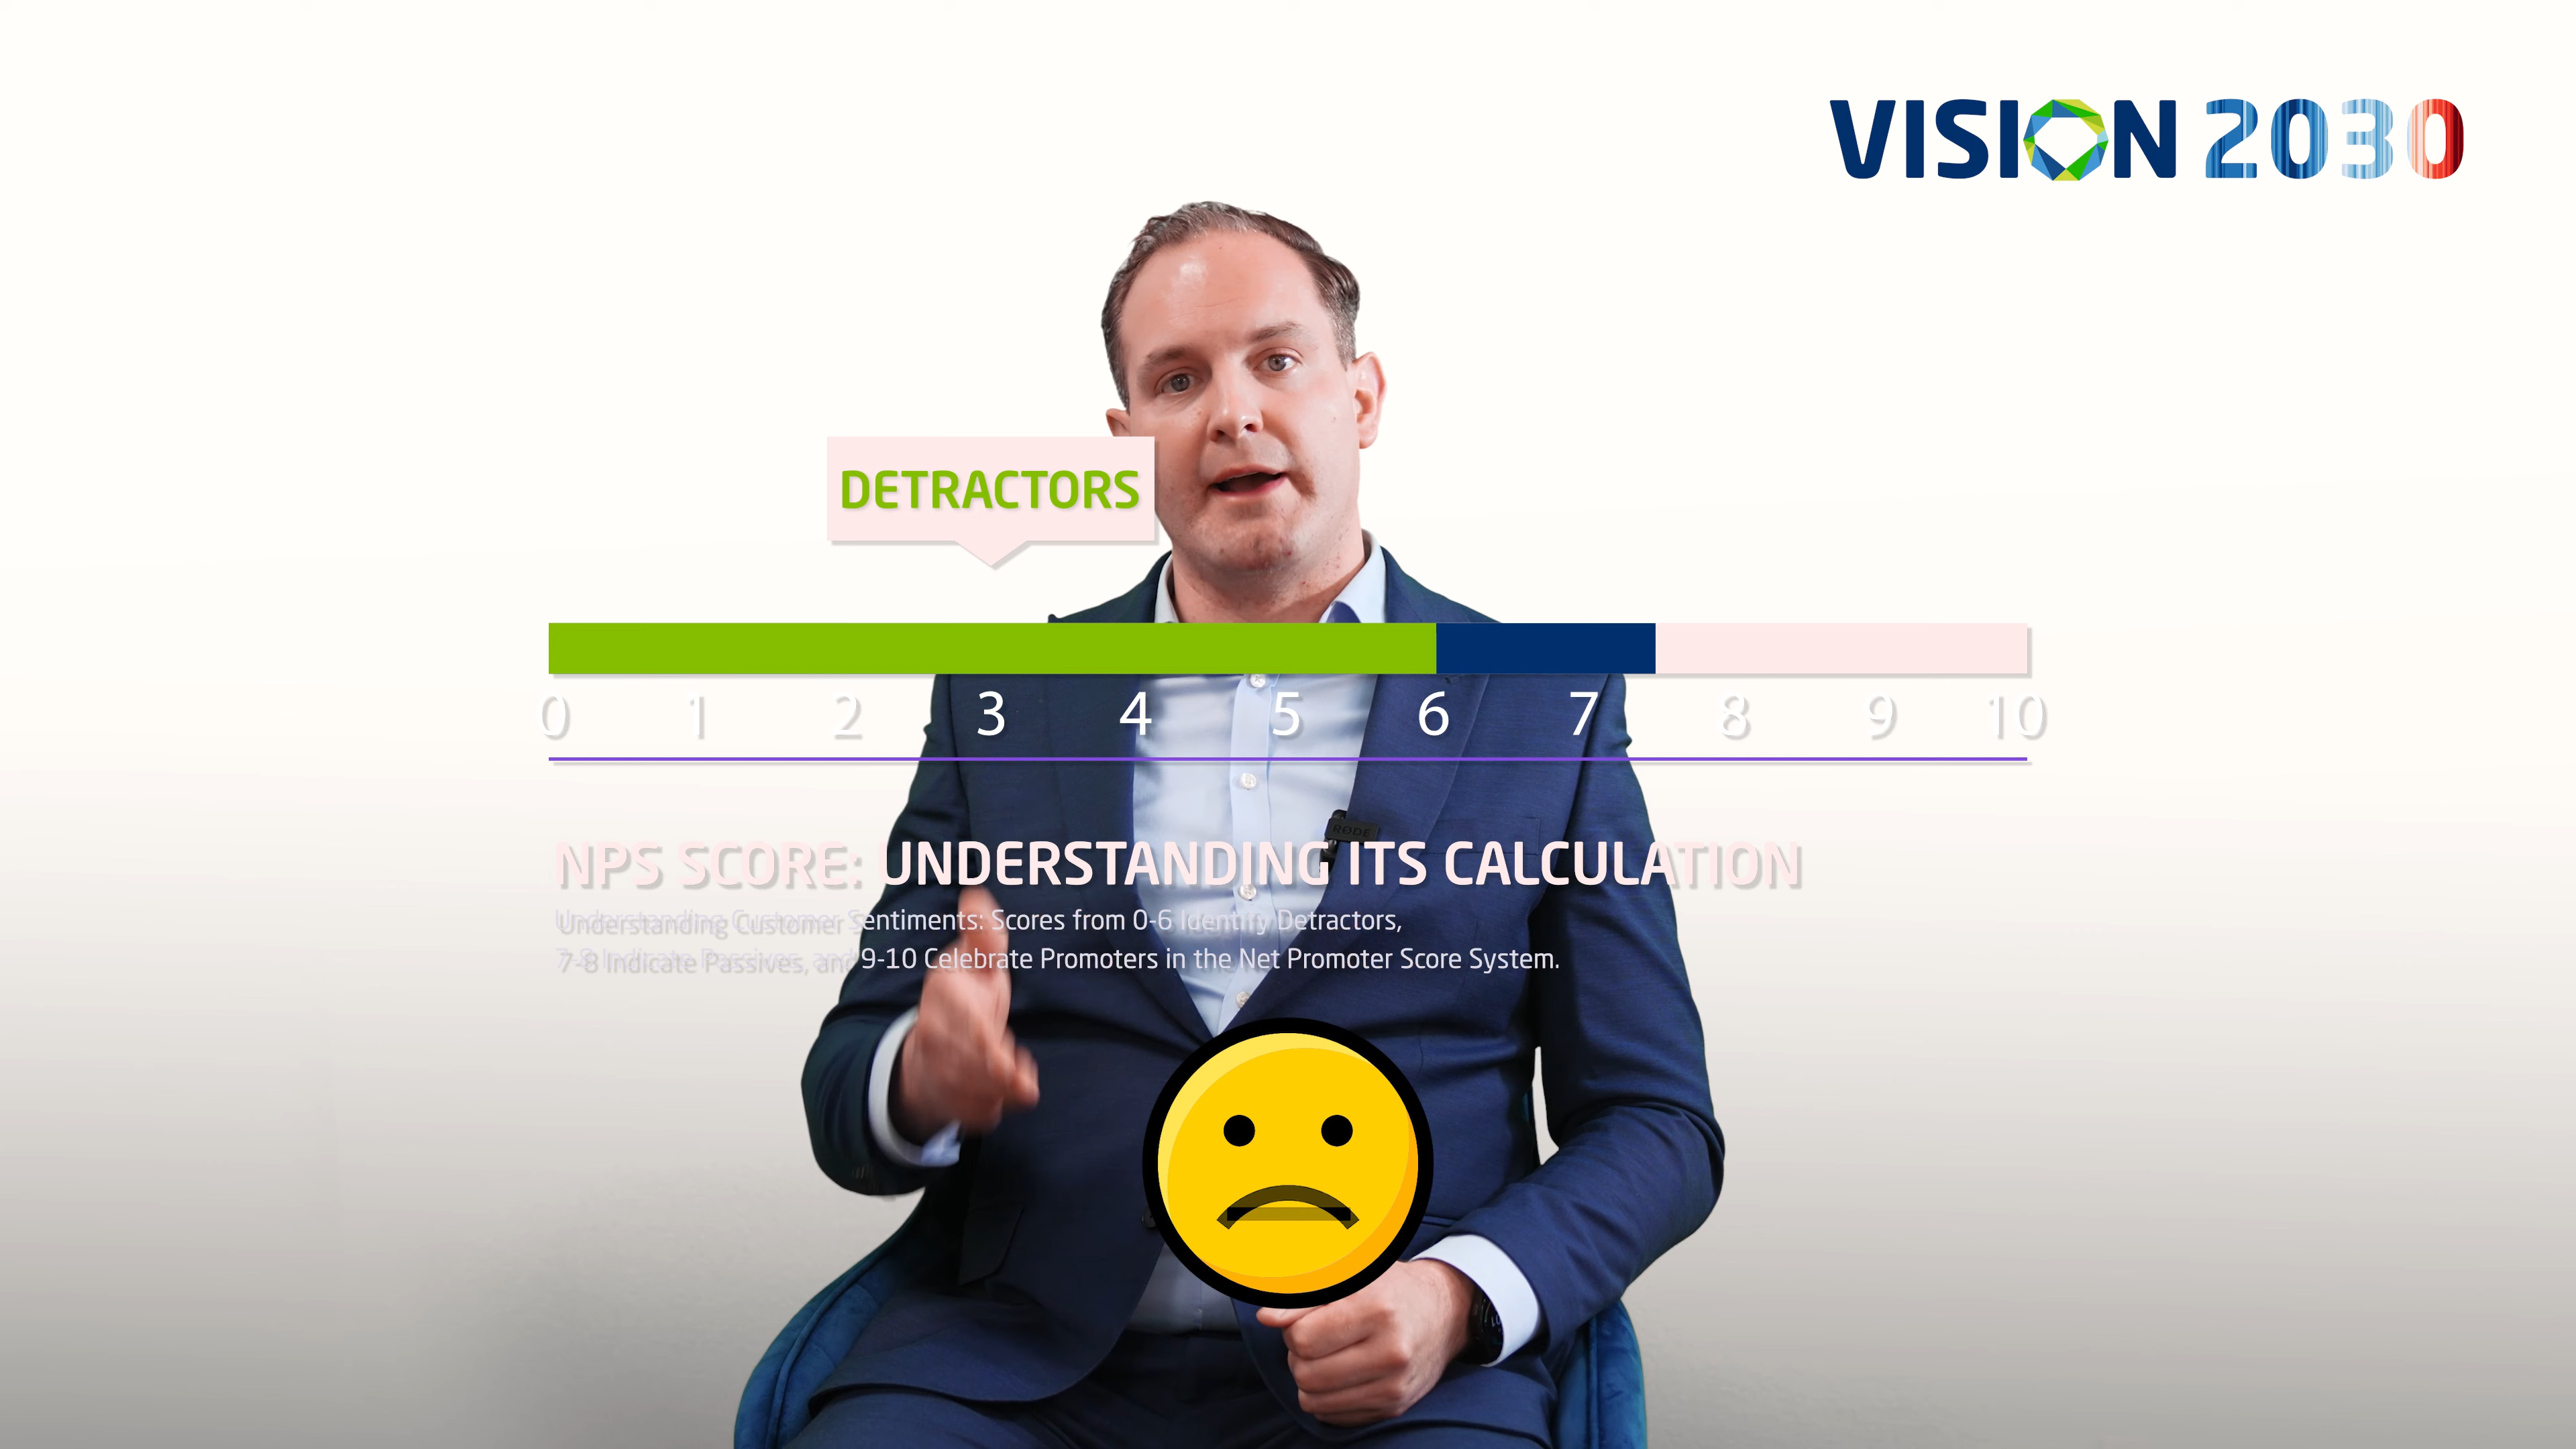 VISION 2030
DETRACTORS
0 1 2 3 4 5 6 7 8 9 10
RØDE
NPS SCORE: UNDERSTANDING ITS CALCULATION
Understanding Customer Sentiments: Scores from 0-6 Identify Detractors,
7-8 Indicate Passives, and 9-10 Celebrate Promoters in the Net Promoter Score System.